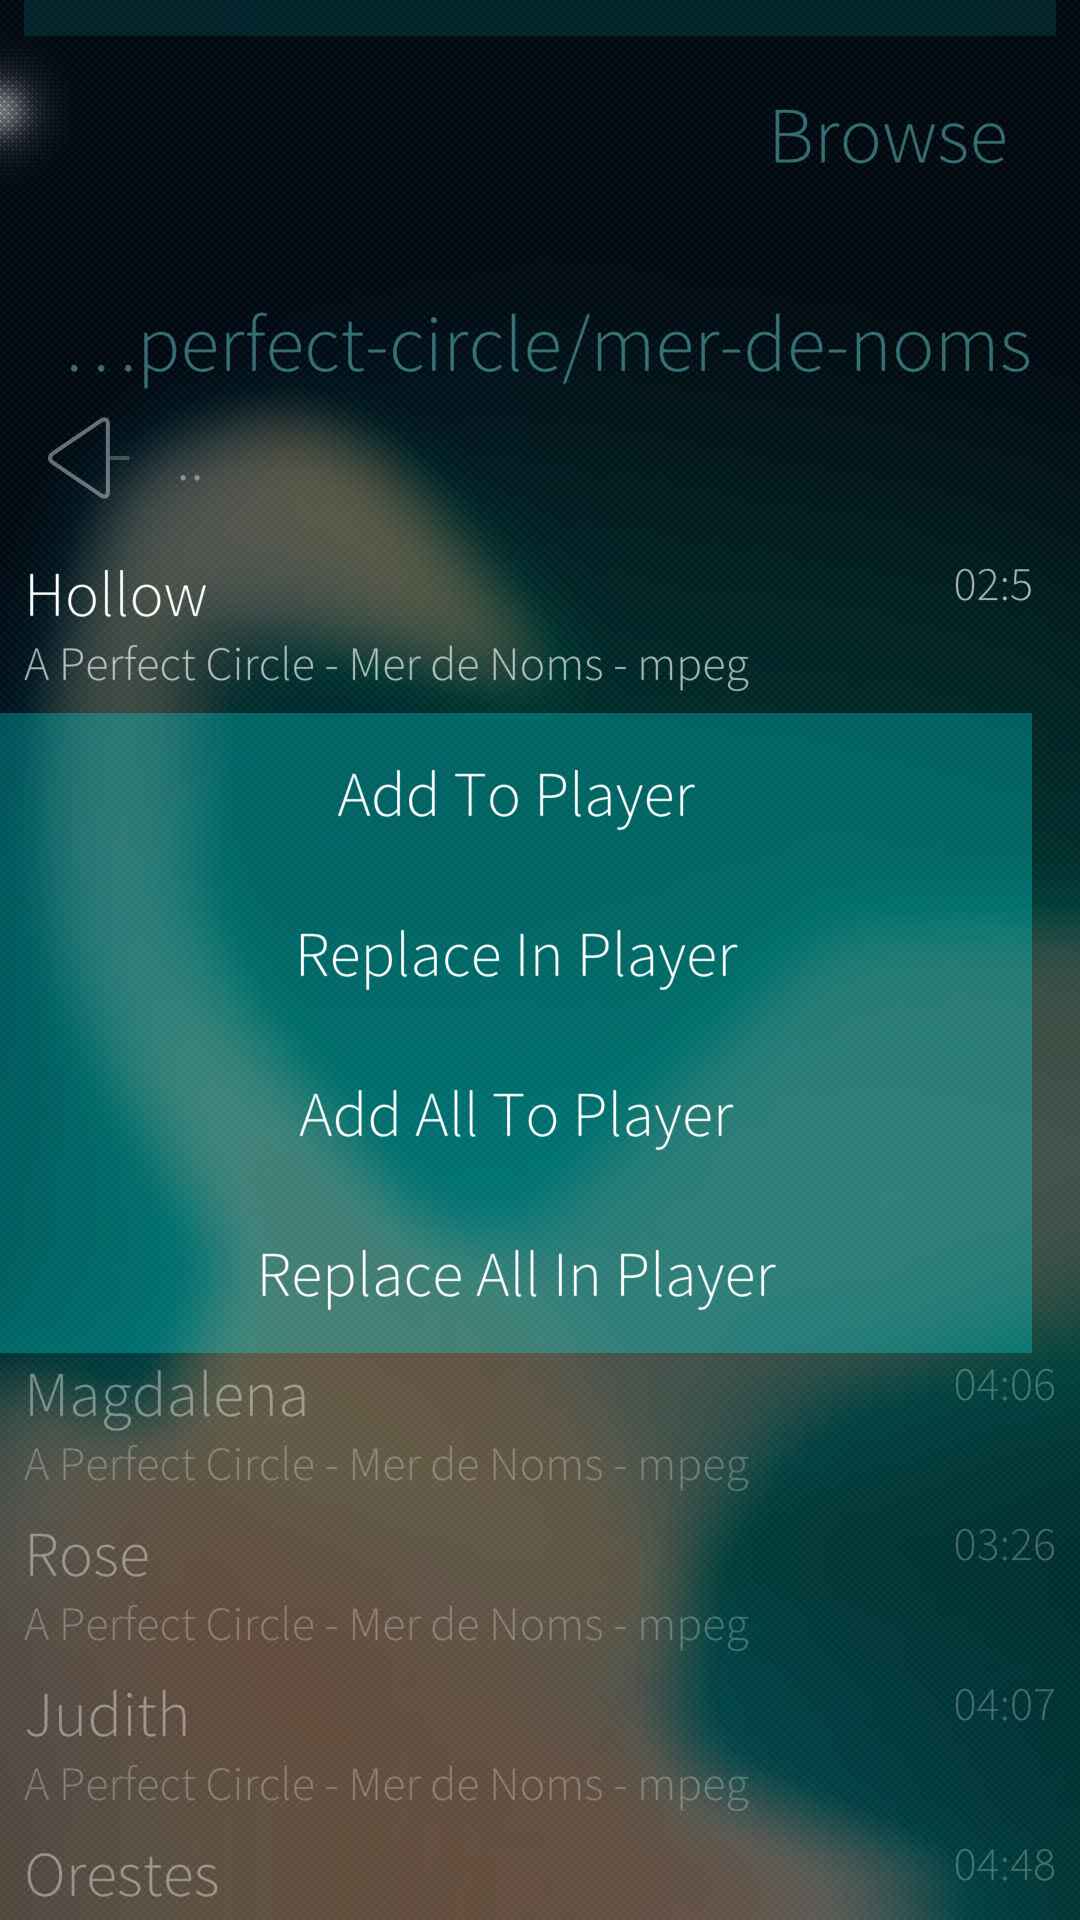 Browse
…perfect-circle/mer-de-noms
..
Hollow
02:5
A Perfect Circle - Mer de Noms - mpeg
Add To Player
Replace In Player
Add All To Player
Replace All In Player
Magdalena
04:06
A Perfect Circle - Mer de Noms - mpeg
Rose
03:26
A Perfect Circle - Mer de Noms - mpeg
Judith
04:07
A Perfect Circle - Mer de Noms - mpeg
Orestes
04:48